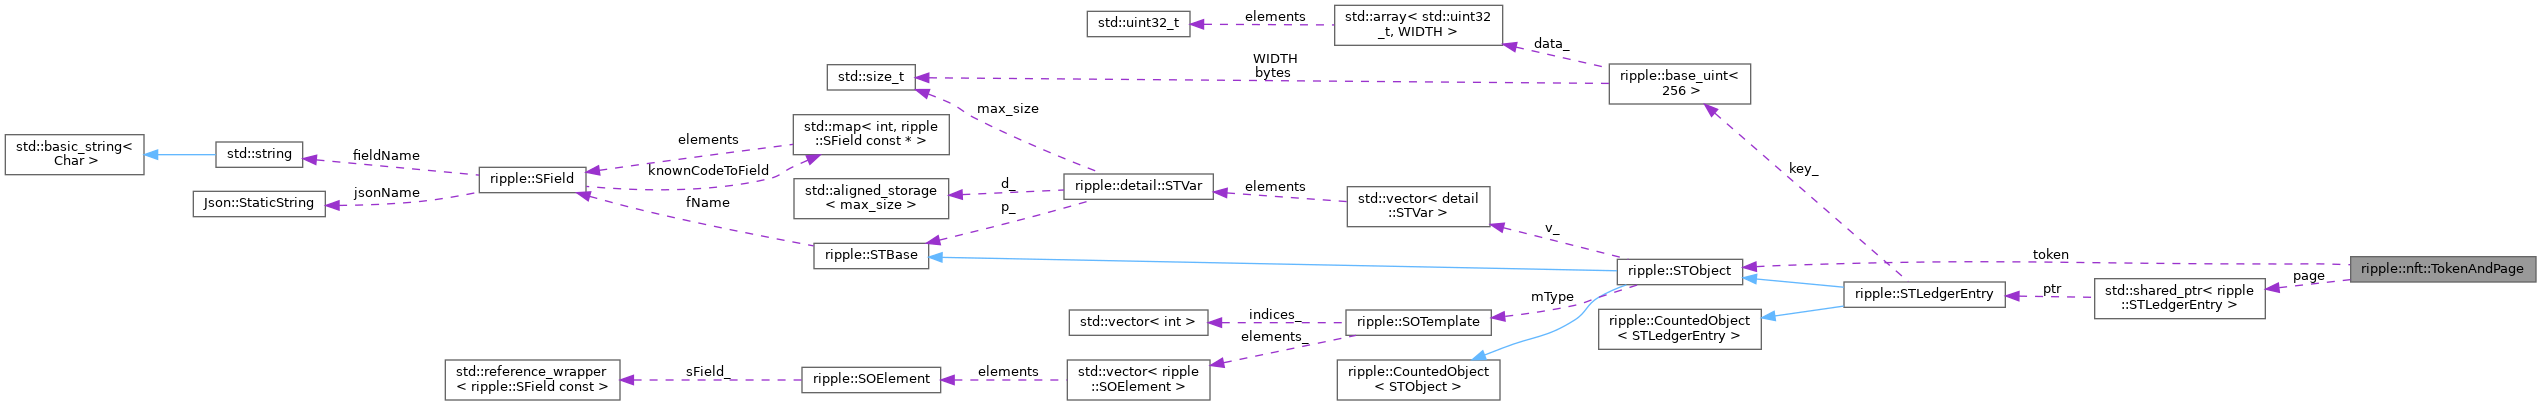 std::uint32_t
elements
std::array< std::uint32
_t, WIDTH >
data_
WIDTH
bytes
std::size_t
ripple::base_uint<
256 >
max_size
std::map< int, ripple
::SField const * >
elements
std::basic_string<
Char >
std::string
fieldName
knownCodeToField
key_
ripple::SField
ripple::detail::STVar
std::aligned_storage
< max_size >
d_
elements
std::vector< detail
::STVar >
jsonName
Json::StaticString
fName
p_
v_
ripple::STBase
token
ripple::STObject
ripple::nft::TokenAndPage
page
ripple::STLedgerEntry
ptr
std::shared_ptr< ripple
::STLedgerEntry >
mType
std::vector< int >
indices_
ripple::SOTemplate
ripple::CountedObject
< STLedgerEntry >
elements_
std::reference_wrapper
< ripple::SField const >
sField_
ripple::SOElement
elements
std::vector< ripple
::SOElement >
ripple::CountedObject
< STObject >